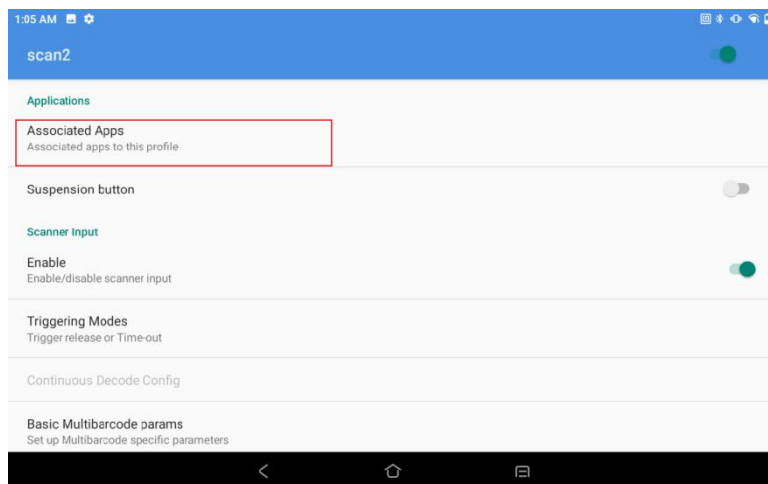 1:05 AM
scan2
Applications
Associated Apps
Associated apps to this profile
Suspension button
Scanner Input
Enable
Enable/disable scanner input
Triggering Modes
Trigger release or Time-out
Continuous Decode Config
Basic Multibarcode params
Set up Multibarcode specific parameters